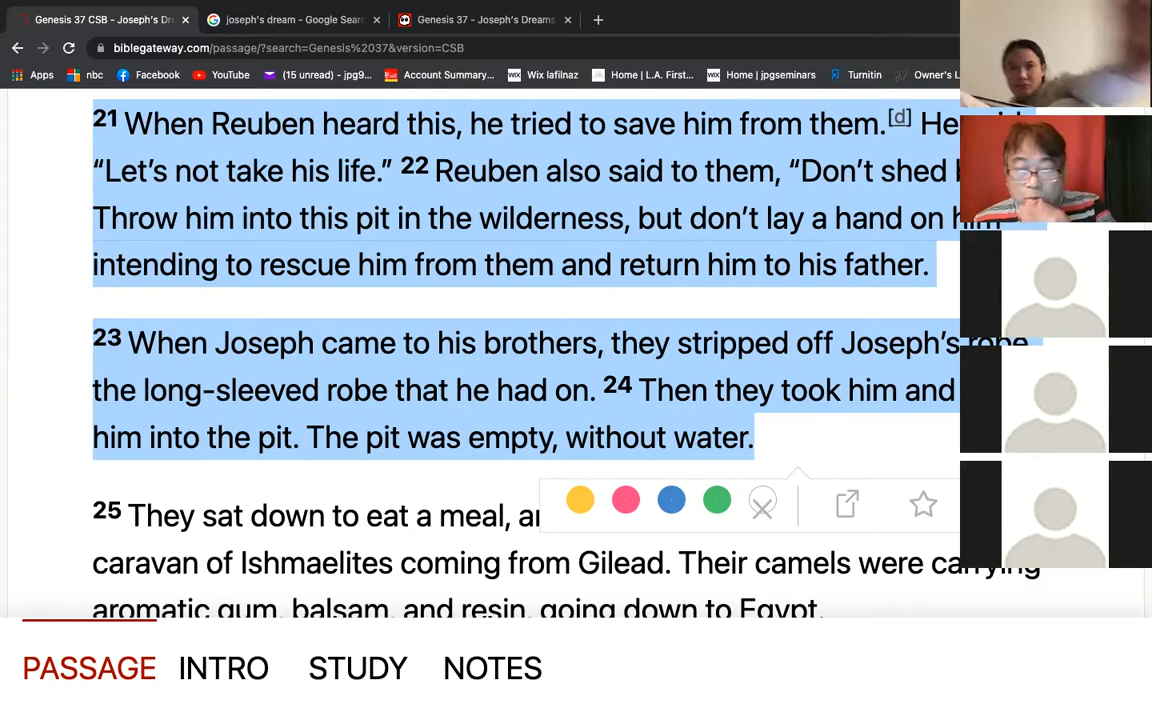 Genesis 37 CSB - Joseph's Dre
joseph's dream - Google Searc
Genesis 37 - Joseph's Dreams
biblegateway.com/passage/?search=Genesis%2037&version=CSB
Apps nbc Facebook YouTube (15 unread) - jpg9... Account Summary... Wix lafilnaz Home | L.A. First... Home | jpgseminars Turnitin Owner's L
21 When Reuben heard this, he tried to save him from them.[d] He
“Let’s not take his life.” 22 Reuben also said to them, “Don’t shed
Throw him into this pit in the wilderness, but don’t lay a hand on him
intending to rescue him from them and return him to his father.
23 When Joseph came to his brothers, they stripped off Joseph’s robe,
the long-sleeved robe that he had on. 24 Then they took him and
him into the pit. The pit was empty, without water.
25 They sat down to eat a meal,
caravan of Ishmaelites coming from Gilead. Their camels were carrying
aromatic gum, balsam, and resin, going down to Egypt.
PASSAGE INTRO STUDY NOTES